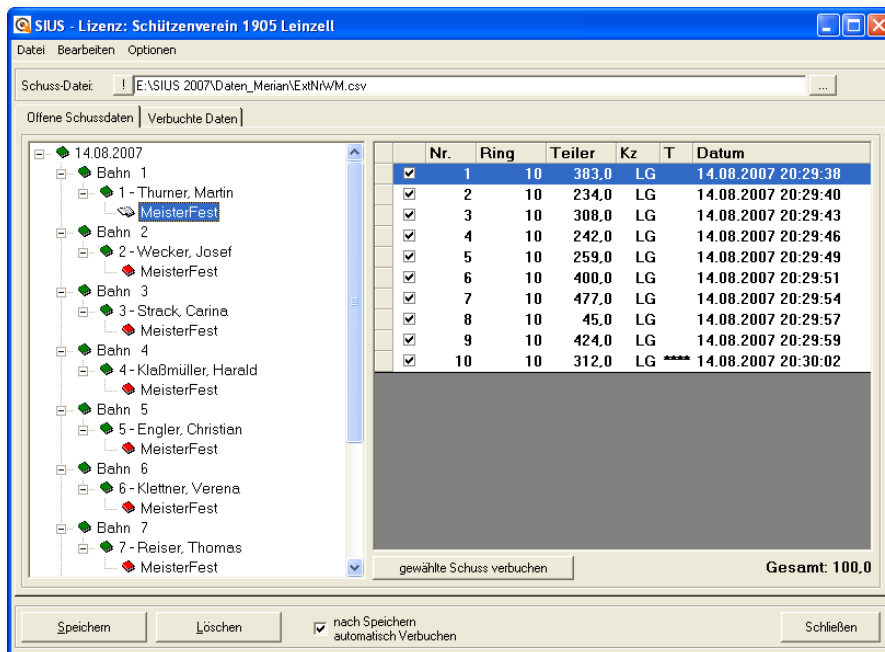 SIUS - Lizenz: Schützenverein 1905 Leinzell
Datei Bearbeiten Optionen
Schuss-Datei: ! E:\SIUS 2007\Daten_Merian\ExtNrWM.csv ...
Offene Schussdaten Verbuchte Daten
14.08.2007
Bahn 1
1 - Thurner, Martin
MeisterFest
Bahn 2
2 - Wecker, Josef
MeisterFest
Bahn 3
3 - Strack, Carina
MeisterFest
Bahn 4
4 - Klaßmüller, Harald
MeisterFest
Bahn 5
5 - Engler, Christian
MeisterFest
Bahn 6
6 - Klettner, Verena
MeisterFest
Bahn 7
7 - Reiser, Thomas
MeisterFest
Nr. Ring Teiler Kz T Datum
1 10 383,0 LG 14.08.2007 20:29:38
2 10 234,0 LG 14.08.2007 20:29:40
3 10 308,0 LG 14.08.2007 20:29:43
4 10 242,0 LG 14.08.2007 20:29:46
5 10 259,0 LG 14.08.2007 20:29:49
6 10 400,0 LG 14.08.2007 20:29:51
7 10 477,0 LG 14.08.2007 20:29:54
8 10 45,0 LG 14.08.2007 20:29:57
9 10 424,0 LG 14.08.2007 20:29:59
10 10 312,0 LG **** 14.08.2007 20:30:02
gewählte Schuss verbuchen Gesamt: 100,0
Speichern Löschen nach Speichern
automatisch Verbuchen
Schließen